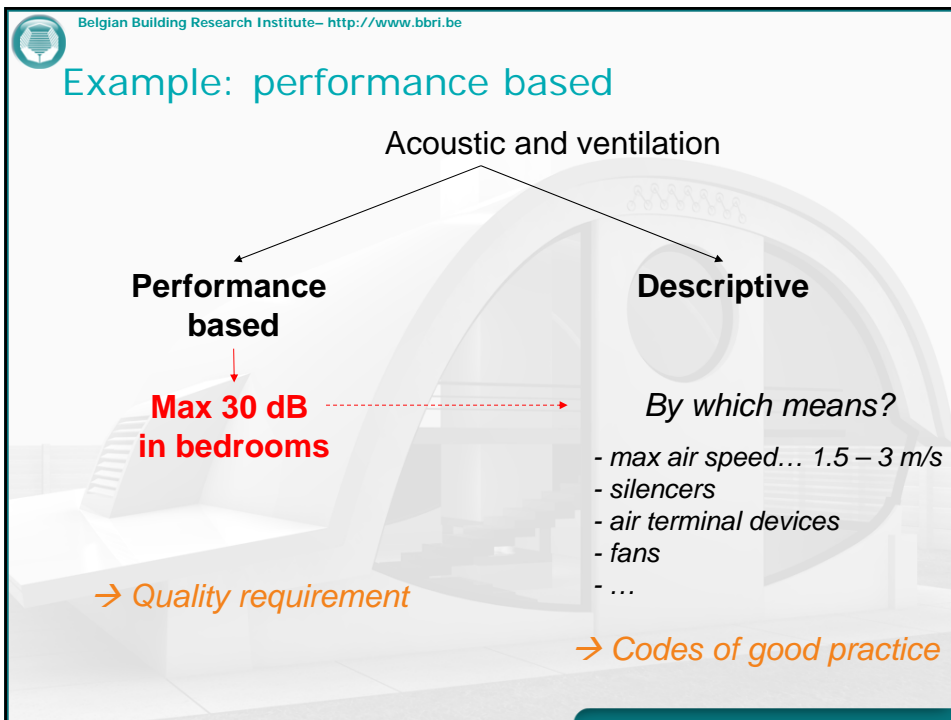 Belgian Building Research Institute– http://www.bbri.be
Example: performance based
Acoustic and ventilation
Performance
based
Max 30 dB
in bedrooms
→ Quality requirement
Descriptive
By which means?
- max air speed… 1.5 – 3 m/s
- silencers
- air terminal devices
- fans
- …
→ Codes of good practice